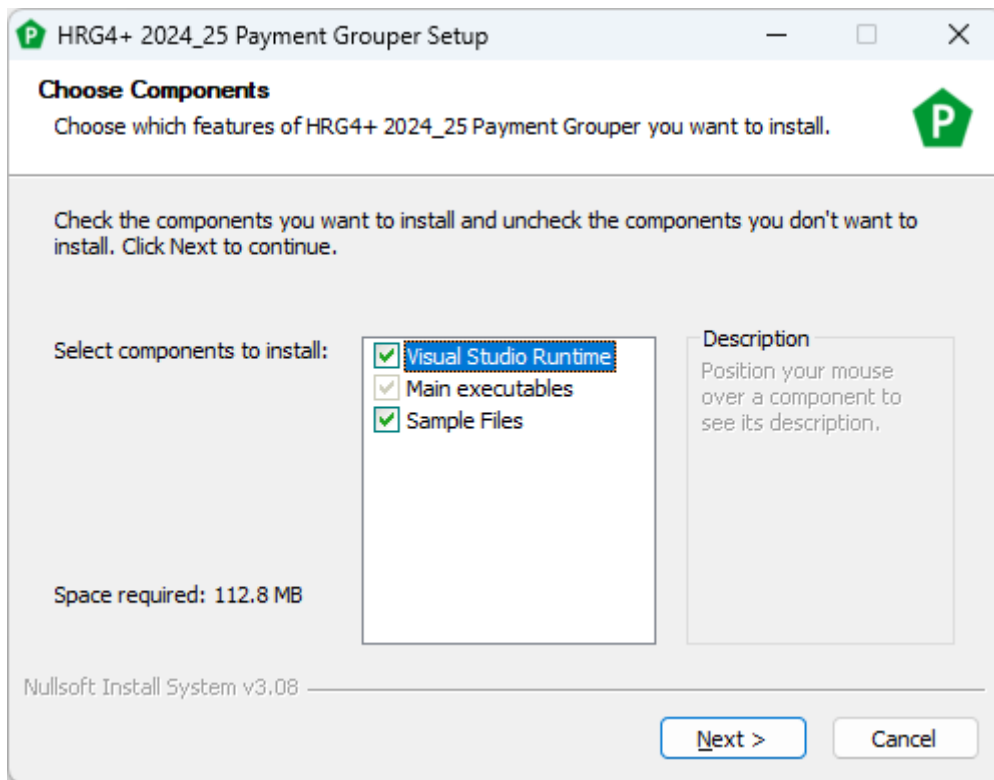 HRG4+ 2024_25 Payment Grouper Setup
Choose Components
Choose which features of HRG4+ 2024_25 Payment Grouper you want to install.
P
Check the components you want to install and uncheck the components you don't want to
install. Click Next to continue.
Select components to install:
Visual Studio Runtime
Main executables
Sample Files
Description
Position your mouse
over a component to
see its description.
Space required: 112.8 MB
Nullsoft Install System v3.08
Next >
Cancel